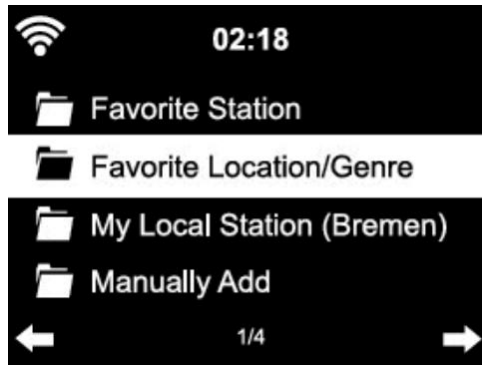 02:18
Favorite Station
Favorite Location/Genre
My Local Station (Bremen)
Manually Add
1/4